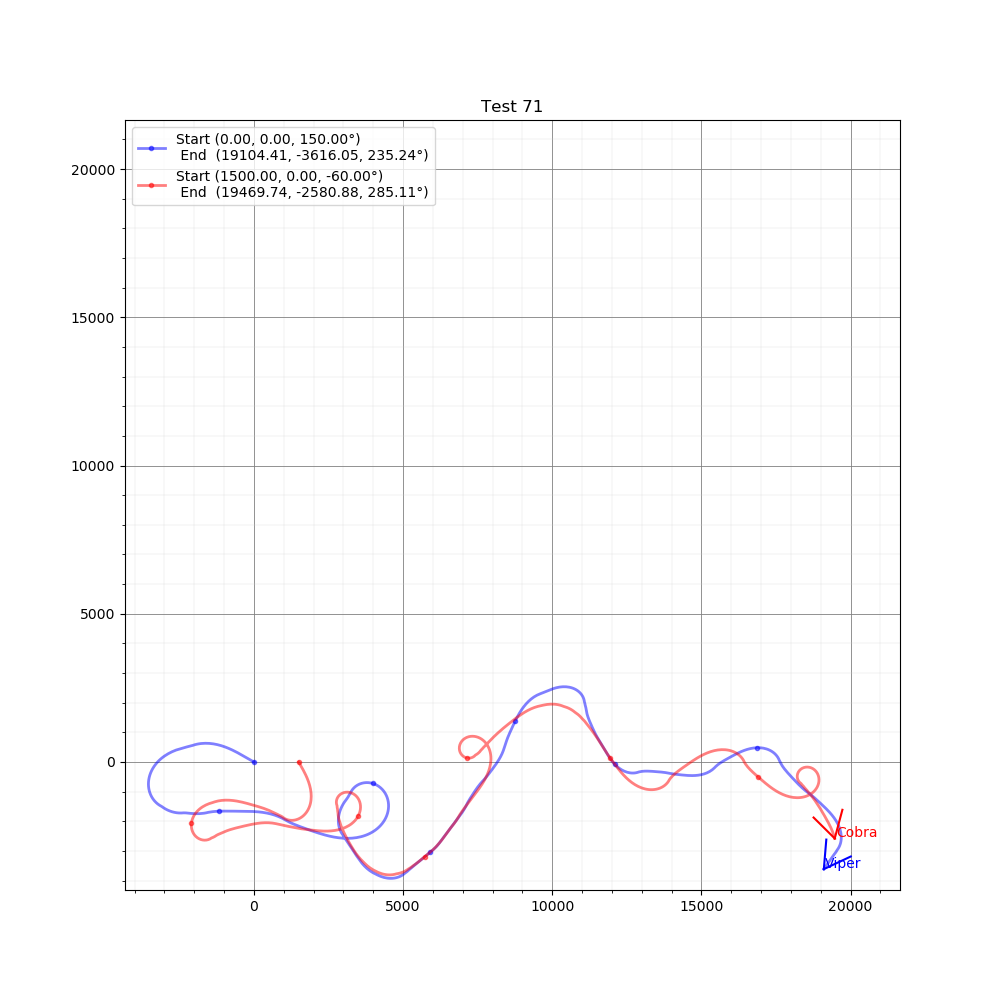 Test 71
Start (0.00, 0.00, 150.00°)
End  (19104.41, -3616.05, 235.24°)
Start (1500.00, 0.00, -60.00°)
End  (19469.74, -2580.88, 285.11°)
20000
15000
10000
5000
0
Cobra
Viper
0
5000
10000
15000
20000